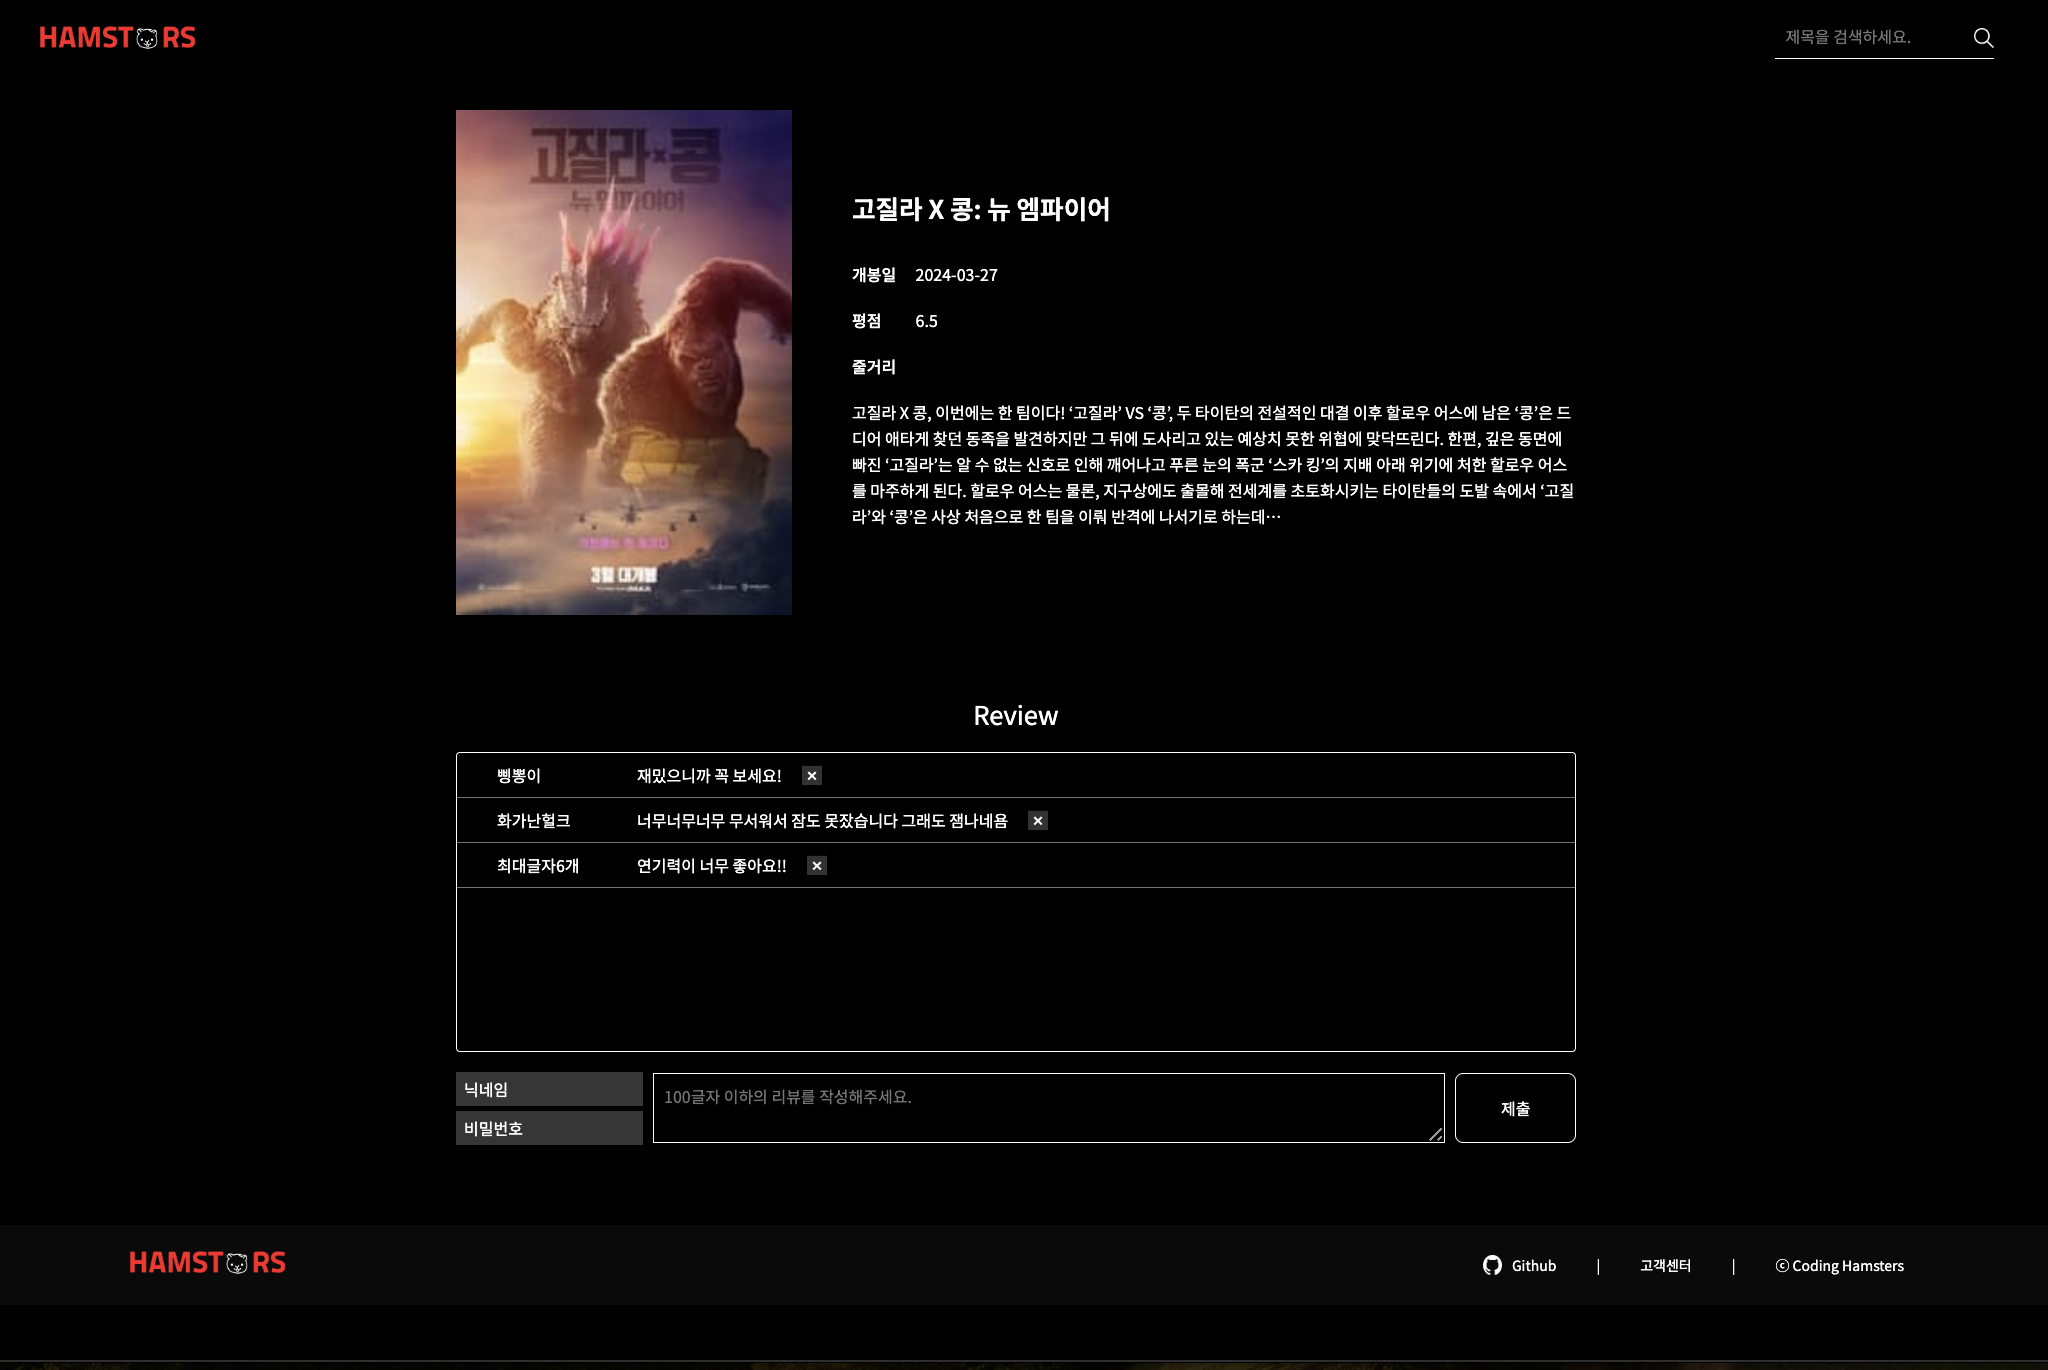 HAMST RS
제목을 검색하세요.
고질라×콩
뉴 엠파이어
3월 대개봉
고질라 X 콩: 뉴 엠파이어
개봉일 2024-03-27
평점 6.5
줄거리
고질라 X 콩, 이번에는 한 팀이다! ‘고질라’ VS ‘콩’, 두 타이탄의 전설적인 대결 이후 할로우 어스에 남은 ‘콩’은 드
디어 애타게 찾던 동족을 발견하지만 그 뒤에 도사리고 있는 예상치 못한 위협에 맞닥뜨린다. 한편, 깊은 동면에
빠진 ‘고질라’는 알 수 없는 신호로 인해 깨어나고 푸른 눈의 폭군 ‘스카 킹’의 지배 아래 위기에 처한 할로우 어스
를 마주하게 된다. 할로우 어스는 물론, 지구상에도 출몰해 전세계를 초토화시키는 타이탄들의 도발 속에서 ‘고질
라’와 ‘콩’은 사상 처음으로 한 팀을 이뤄 반격에 나서기로 하는데…
Review
삥뽕이 재밌으니까 꼭 보세요!
화가난헐크 너무너무너무 무서워서 잠도 못잤습니다 그래도 잼나네욤
최대글자6개 연기력이 너무 좋아요!!
닉네임
비밀번호
100글자 이하의 리뷰를 작성해주세요.
제출
HAMST RS
Github | 고객센터 | ⓒ Coding Hamsters